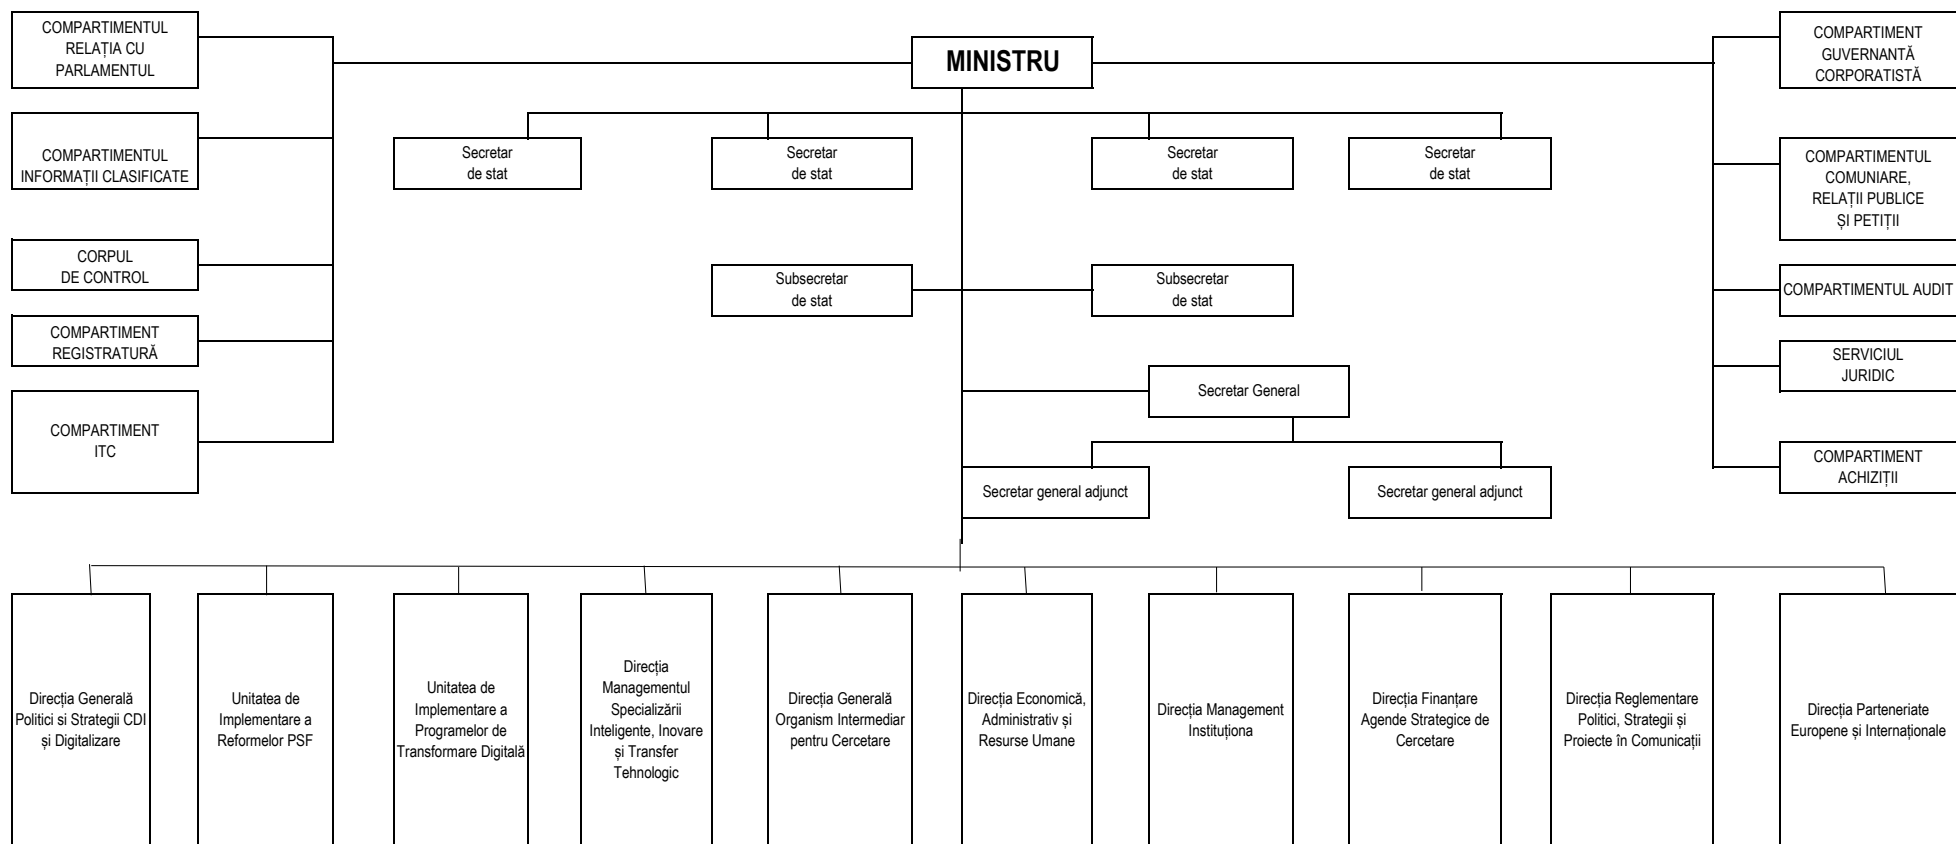 COMPARTIMENTUL
RELAȚIA CU
PARLAMENTUL
MINISTRU
COMPARTIMENT
GUVERNANTĂ
CORPORATISTĂ
COMPARTIMENTUL
INFORMAȚII CLASIFICATE
Secretar
de stat
Secretar
de stat
Secretar
de stat
Secretar
de stat
COMPARTIMENTUL
COMUNIARE,
RELAȚII PUBLICE
ȘI PETIȚII
CORPUL
DE CONTROL
Subsecretar
de stat
Subsecretar
de stat
COMPARTIMENTUL AUDIT
COMPARTIMENT
REGISTRATURĂ
SERVICIUL
JURIDIC
Secretar General
COMPARTIMENT
ITC
COMPARTIMENT
ACHIZIȚII
Secretar general adjunct
Secretar general adjunct
Direcția Generală
Politici si Strategii CDI
și Digitalizare
Unitatea de
Implementare a
Reformelor PSF
Unitatea de
Implementare a
Programelor de
Transformare Digitală
Direcția
Managementul
Specializării
Inteligente, Inovare
și Transfer
Tehnologic
Direcția Generală
Organism Intermediar
pentru Cercetare
Direcția Economică,
Administrativ și
Resurse Umane
Direcția Management
Instituționa
Direcția Finanțare
Agende Strategice de
Cercetare
Direcția Reglementare
Politici, Strategii și
Proiecte în Comunicații
Direcția Parteneriate
Europene și Internaționale